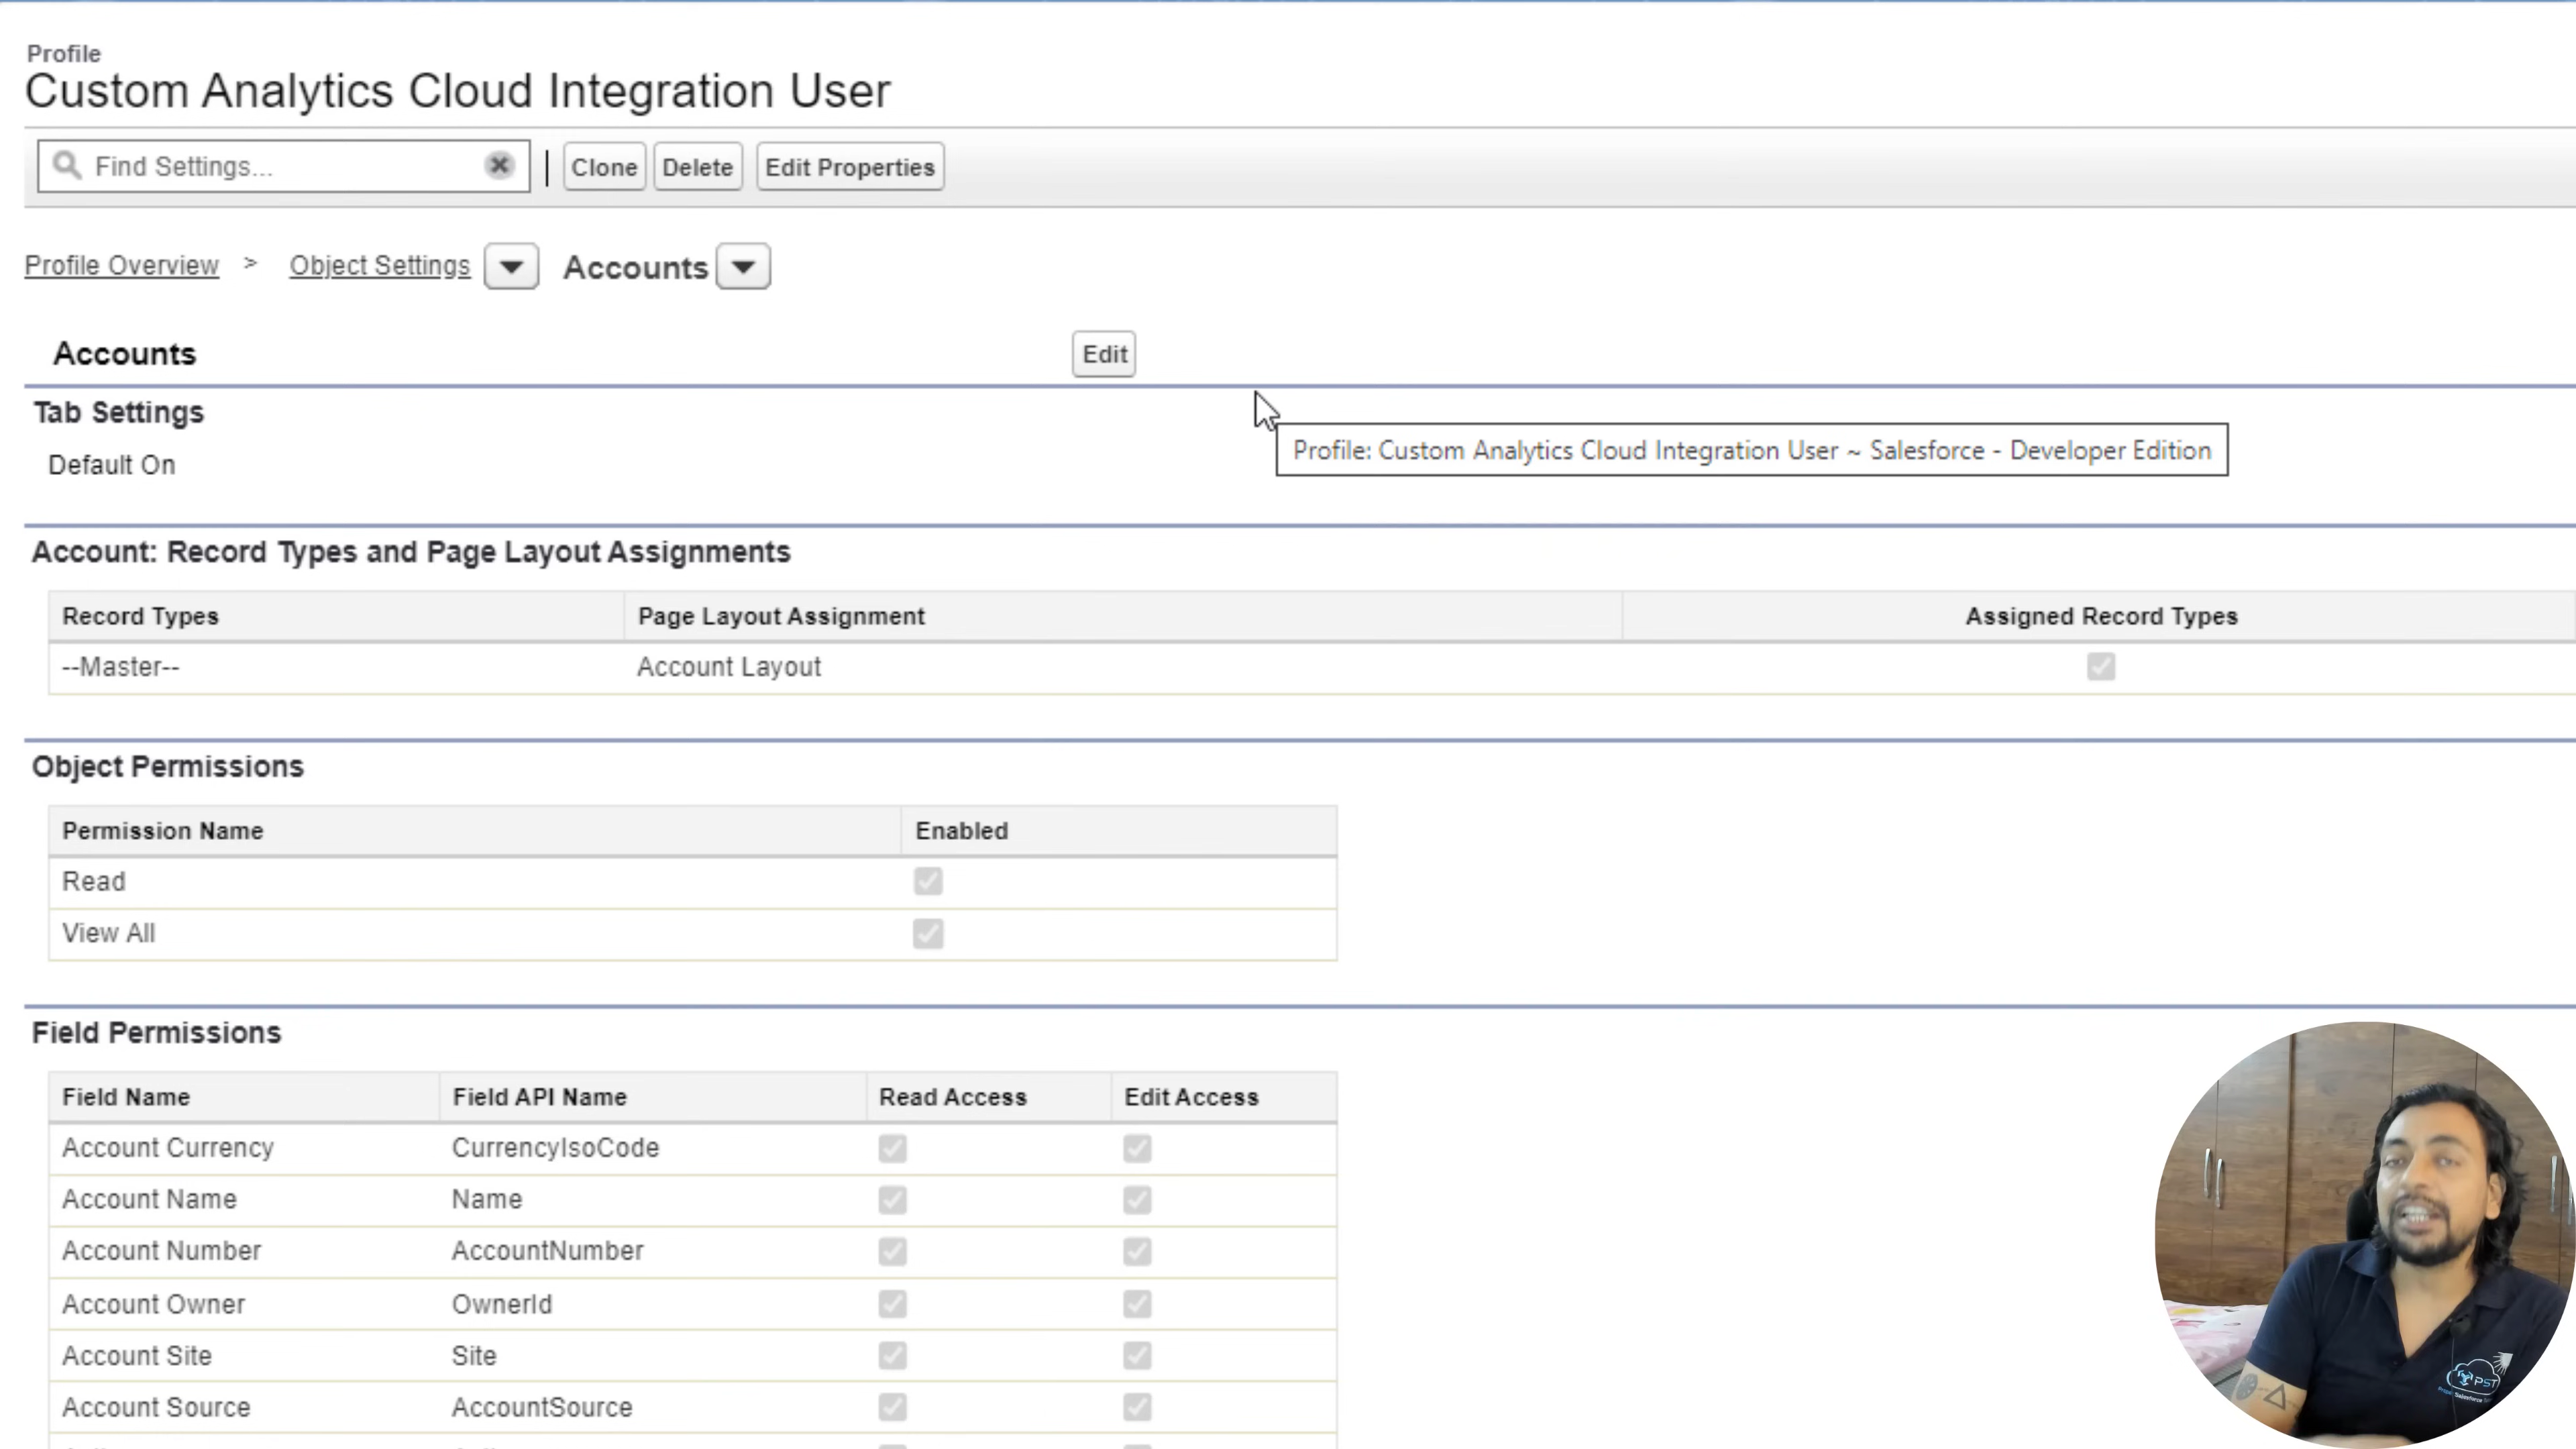 Profile
Custom Analytics Cloud Integration User
Find Settings... Clone Delete Edit Properties
Profile Overview > Object Settings Accounts
Accounts Edit
Tab Settings
Default On
Profile: Custom Analytics Cloud Integration User ~ Salesforce - Developer Edition
Account: Record Types and Page Layout Assignments
Record Types Page Layout Assignment Assigned Record Types
--Master-- Account Layout
Object Permissions
Permission Name Enabled
Read
View All
Field Permissions
Field Name Field API Name Read Access Edit Access
Account Currency CurrencyIsoCode
Account Name Name
Account Number AccountNumber
Account Owner OwnerId
Account Site Site
Account Source AccountSource
PST